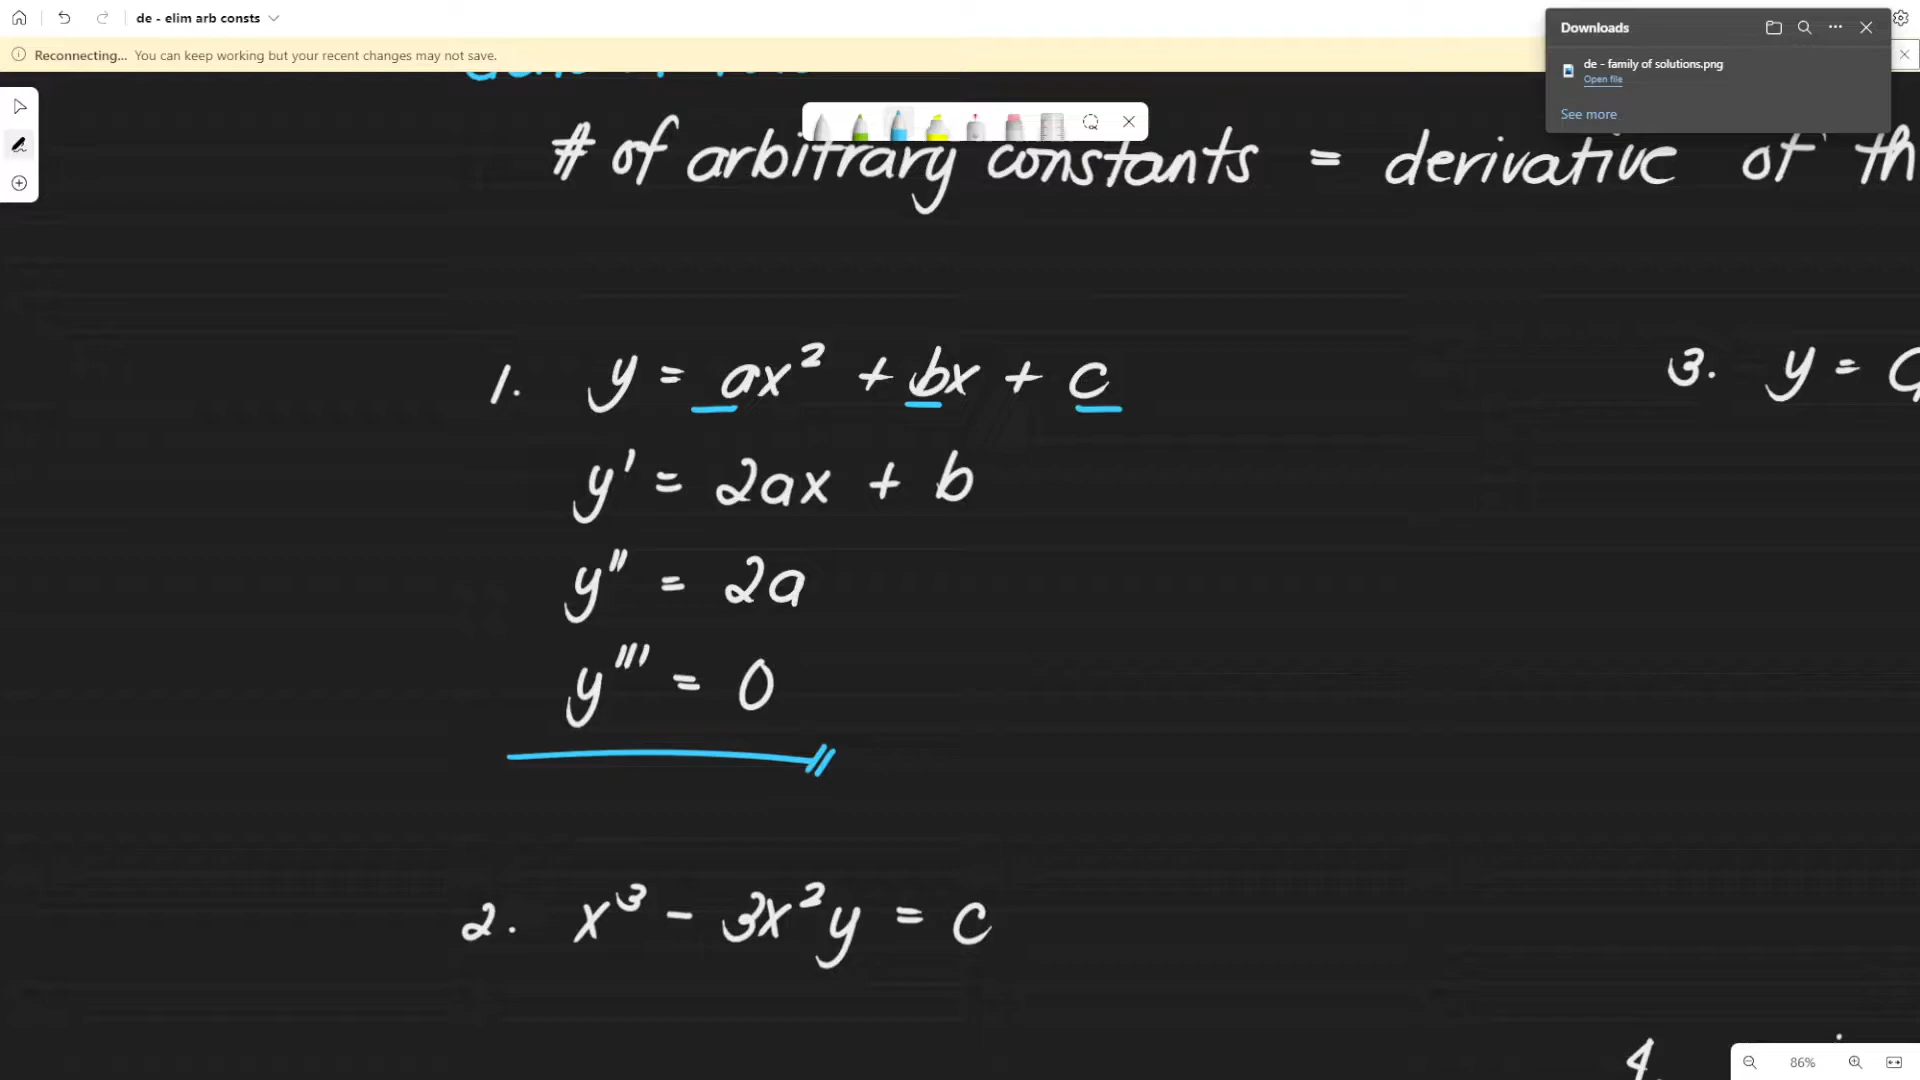 de - elim arb consts
Reconnecting... You can keep working but your recent changes may not save.
Downloads
de - family of solutions.png
Open file
See more
# of arbitrary constants = derivative of th
1. y = ax² + bx + c
y' = 2ax + b
y'' = 2a
y''' = 0
2. x³ - 3x²y = c
3. y =
4.
86%